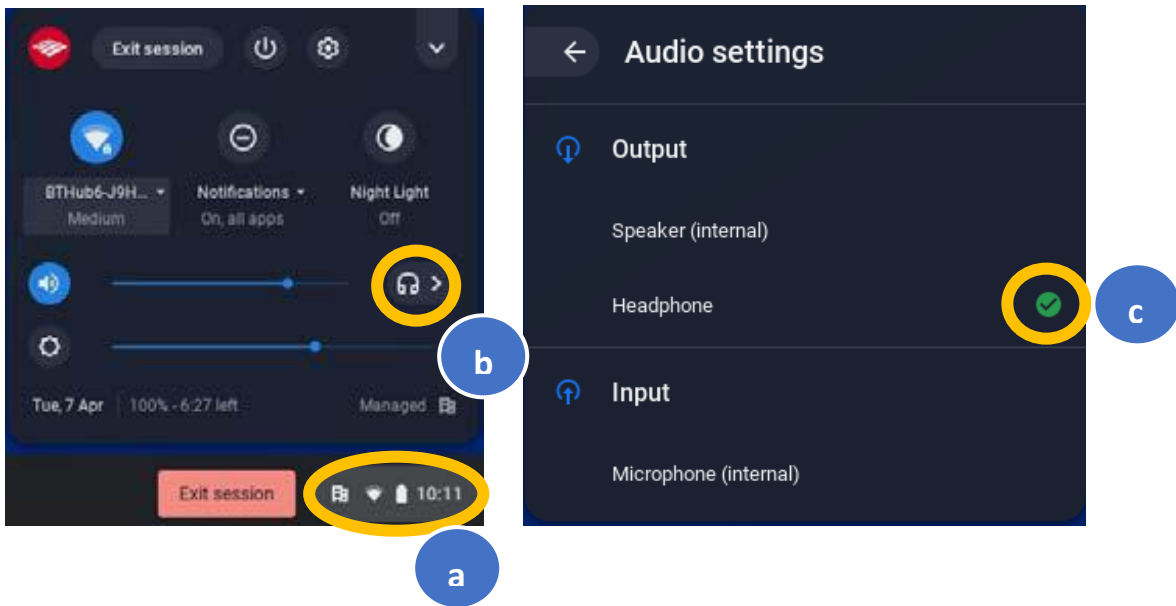 Exit session
BTHub6-J9H...
Medium
Notifications
On, all apps
Night Light
Off
b
Tue, 7 Apr
100% - 6:27 left
Managed
Exit session
10:11
a
Audio settings
Output
Speaker (internal)
Headphone
c
Input
Microphone (internal)